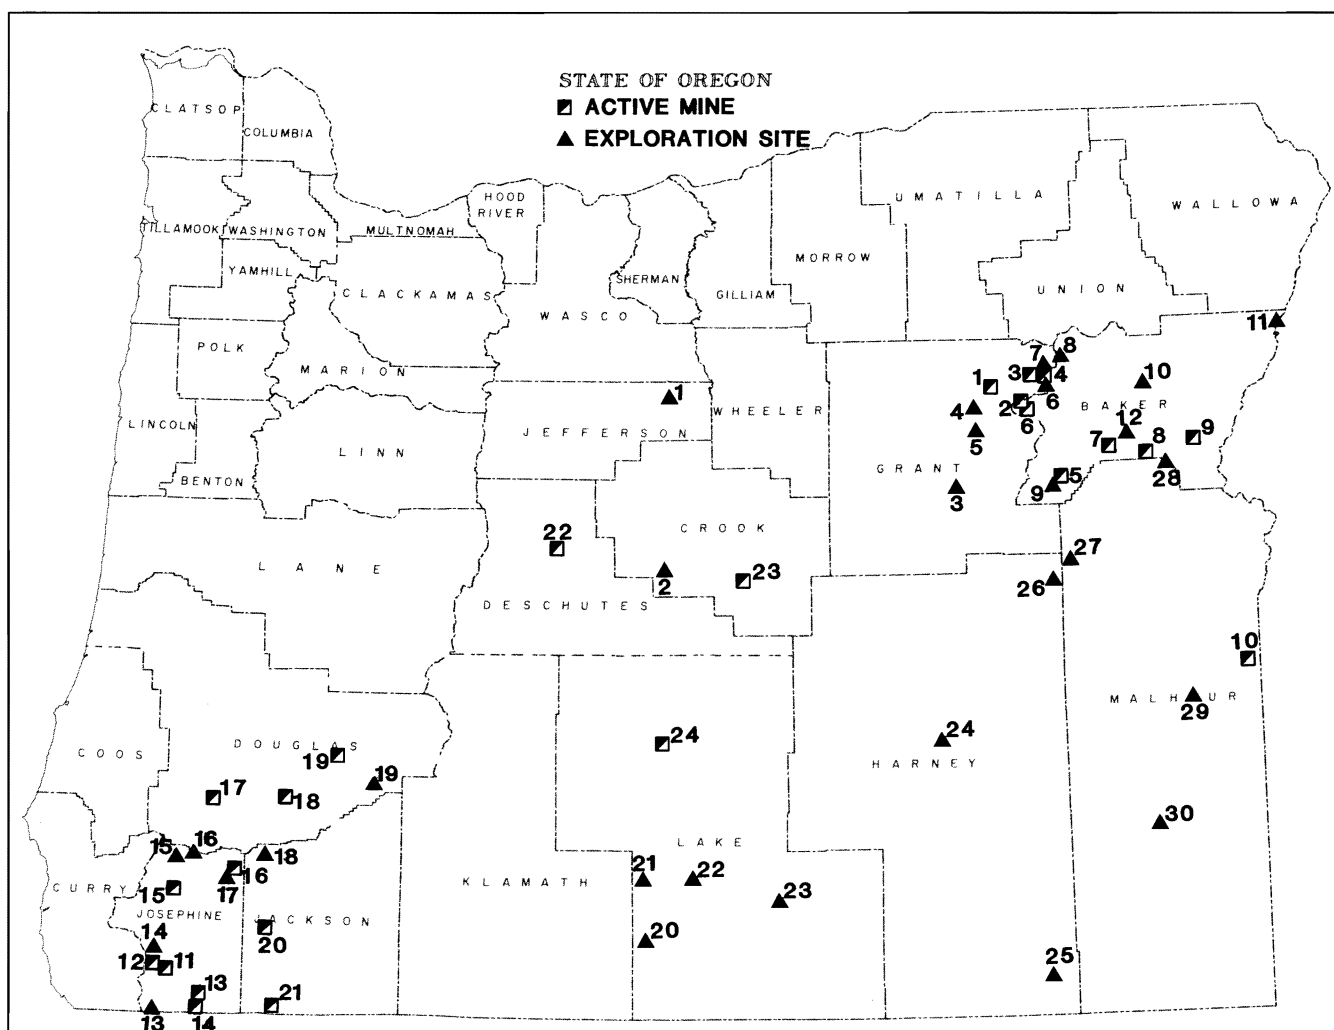 STATE OF OREGON
ACTIVE MINE
EXPLORATION SITE
CLATSOP
COLUMBIA
HOOD
RIVER
UMATILLA
WALLOWA
TILLAMOOK
WASHINGTON
MULTNOMAH
MORROW
YAMHILL
CLACKAMAS
SHERMAN
GILLIAM
UNION
WASCO
11
POLK
MARION
7
8
3
4
1
10
1
6
2
6
4
BAKER
WHEELER
LINCOLN
JEFFERSON
5
12
9
LINN
7
8
GRANT
28
BENTON
5
9
3
22
CROOK
27
LANE
2
23
26
DESCHUTES
10
MALHEUR
29
COOS
DOUGLAS
24
24
19
HARNEY
19
17
18
30
15
16
LAKE
18
16
21
22
CURRY
KLAMATH
17
15
23
JOSEPHINE
JACKSON
14
20
20
12
11
25
13
21
13
14